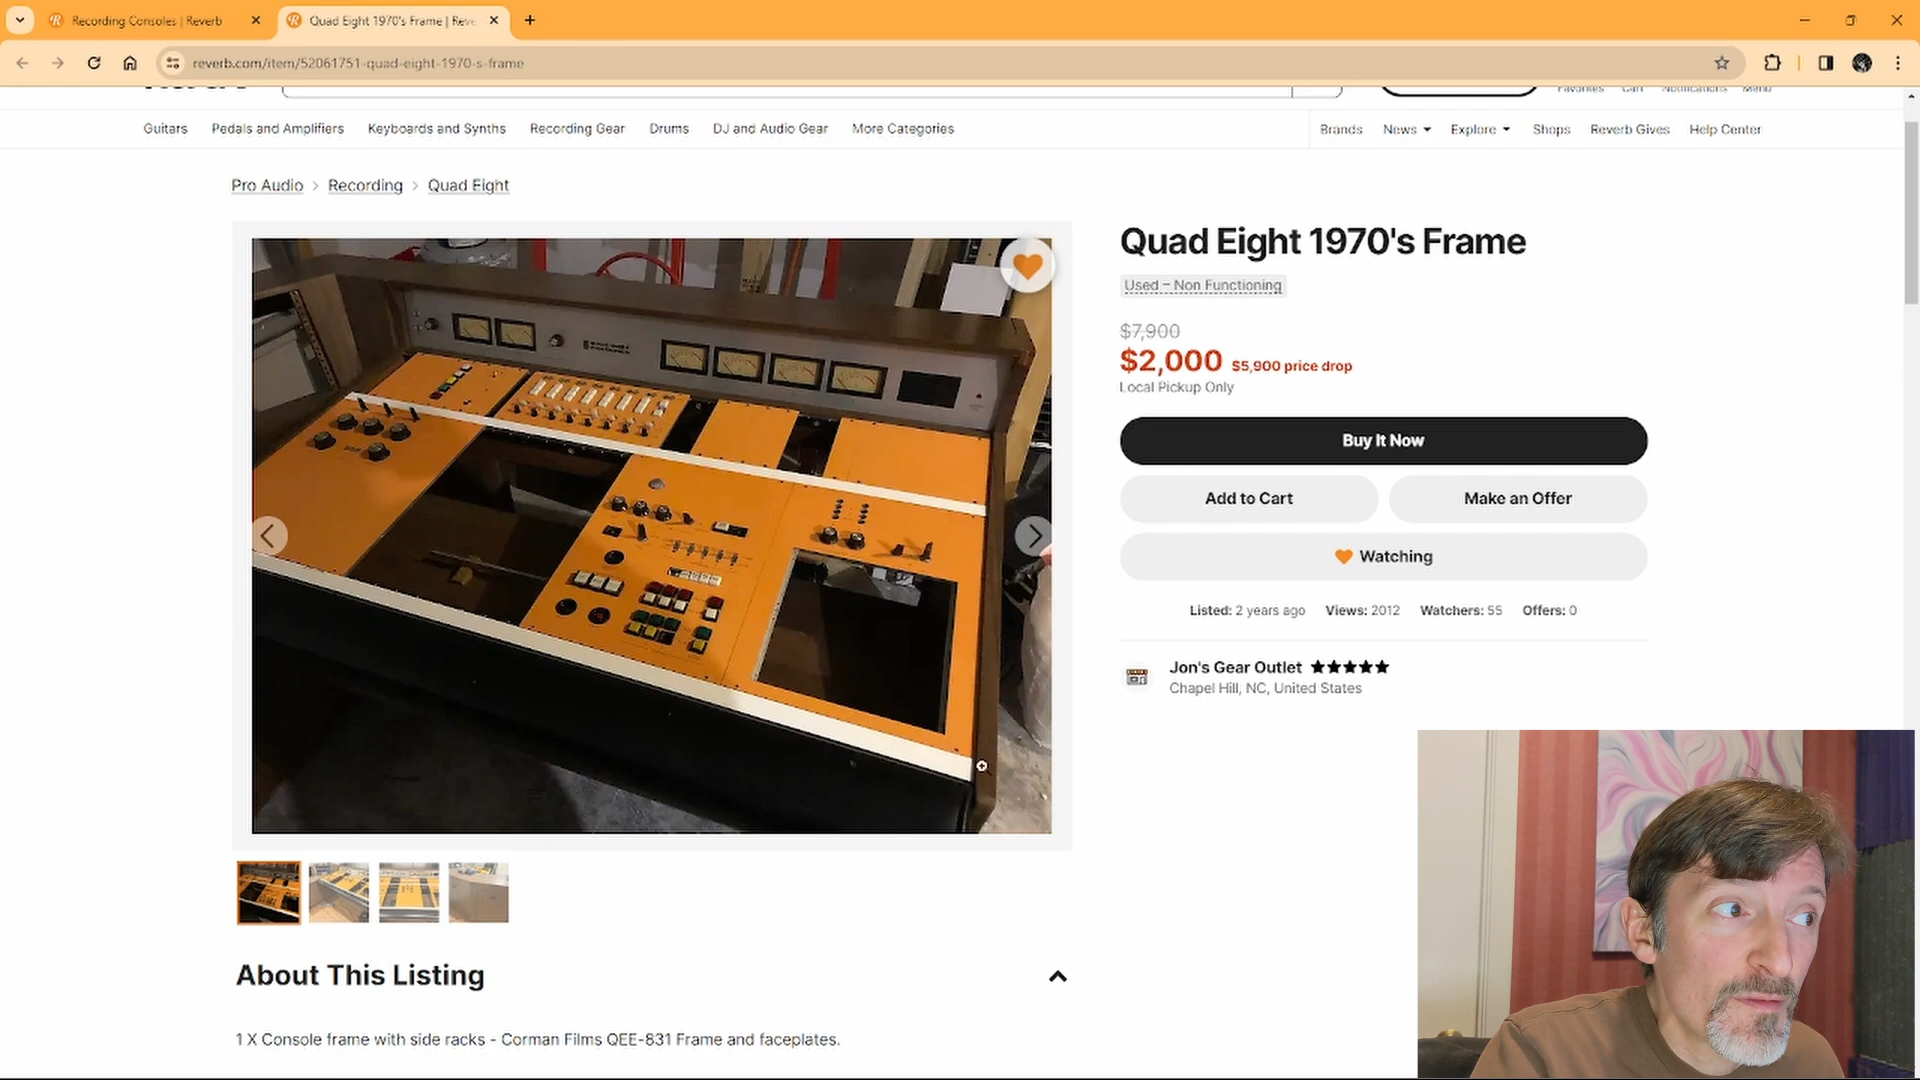 Recording Consoles | Reverb
Quad Eight 1970's Frame | Reve
reverb.com/item/52061751-quad-eight-1970-s-frame
Favorites Cart Notifications Menu
Guitars Pedals and Amplifiers Keyboards and Synths Recording Gear Drums DJ and Audio Gear More Categories Brands News Explore Shops Reverb Gives Help Center
Pro Audio > Recording > Quad Eight
Quad Eight 1970's Frame
Used – Non Functioning
$7,900
$2,000 $5,900 price drop
Local Pickup Only
Buy It Now
Add to Cart Make an Offer
Watching
Listed: 2 years ago Views: 2012 Watchers: 55 Offers: 0
Jon's Gear Outlet
Chapel Hill, NC, United States
About This Listing
1 X Console frame with side racks - Corman Films QEE-831 Frame and faceplates.